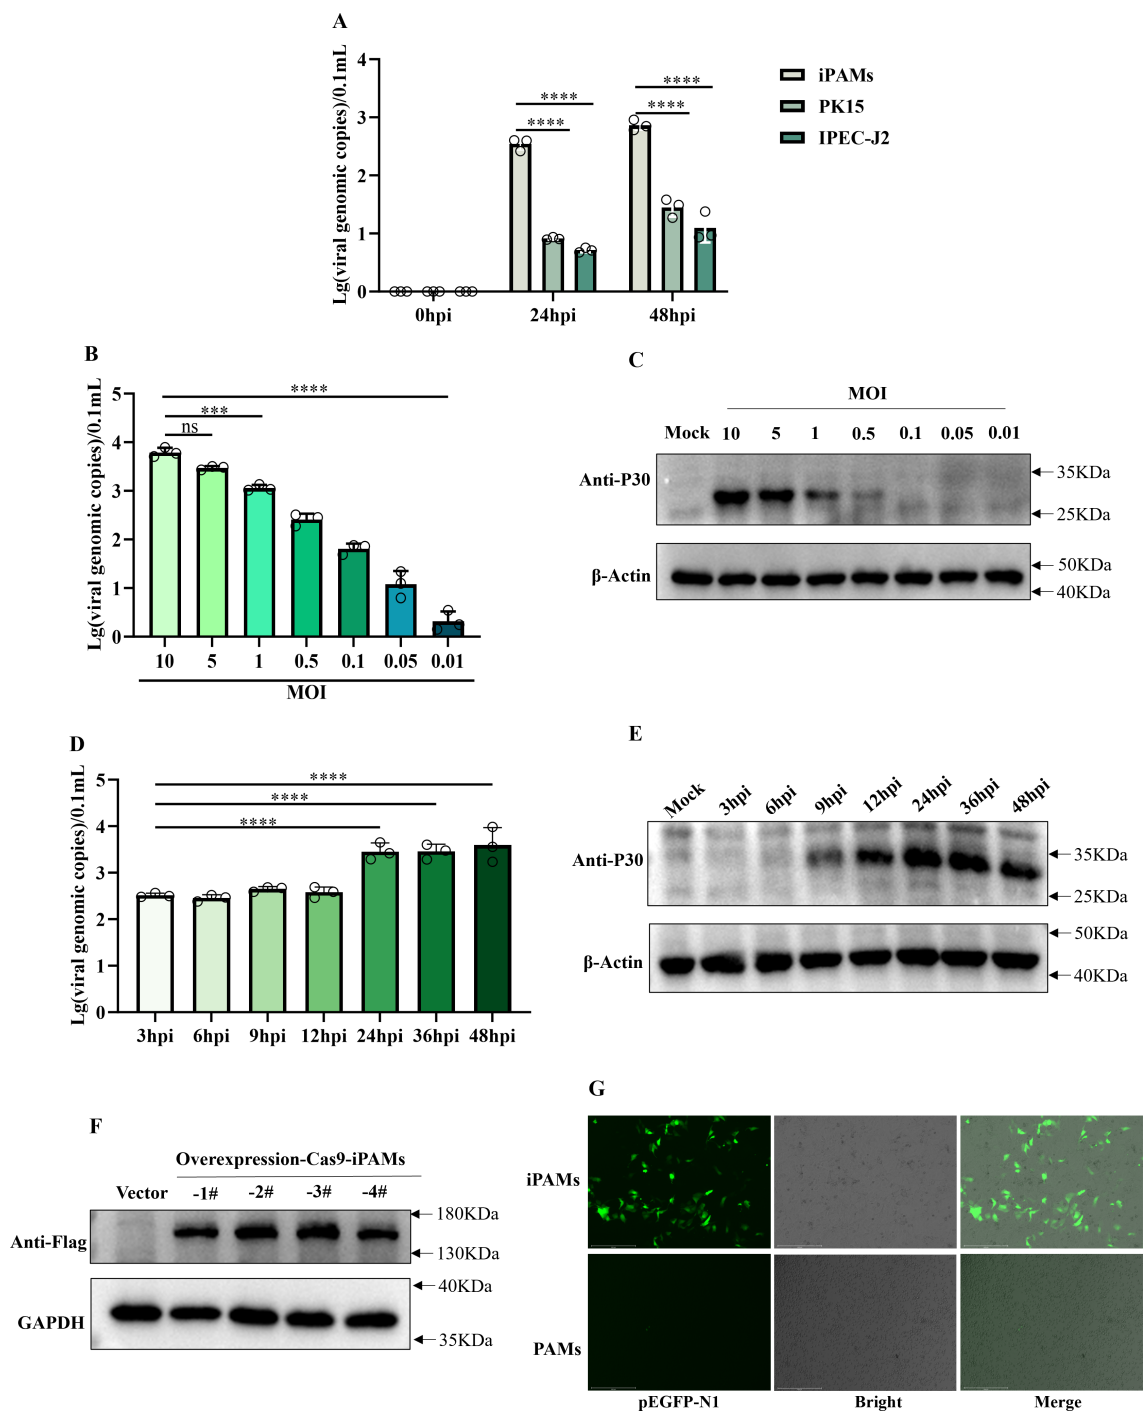 A
Lg(viral genomic copies)/0.1mL
4
3
2
1
0
**** ****
**** ****
0hpi 24hpi 48hpi
iPAMs
PK15
IPEC-J2
B
Lg(viral genomic copies)/0.1mL
5
4
3
2
1
0
****
***
ns
10 5 1 0.5 0.1 0.05 0.01
MOI
C
MOI
Mock 10 5 1 0.5 0.1 0.05 0.01
Anti-P30
35KDa
25KDa
β-Actin
50KDa
40KDa
D
Lg(viral genomic copies)/0.1mL
5
4
3
2
1
0
****
****
****
3hpi 6hpi 9hpi 12hpi 24hpi 36hpi 48hpi
E
Mock 3hpi 6hpi 9hpi 12hpi 24hpi 36hpi 48hpi
Anti-P30
35KDa
25KDa
β-Actin
50KDa
40KDa
F
Overexpression-Cas9-iPAMs
Vector -1# -2# -3# -4#
Anti-Flag
180KDa
130KDa
GAPDH
40KDa
35KDa
G
iPAMs
PAMs
pEGFP-N1 Bright Merge